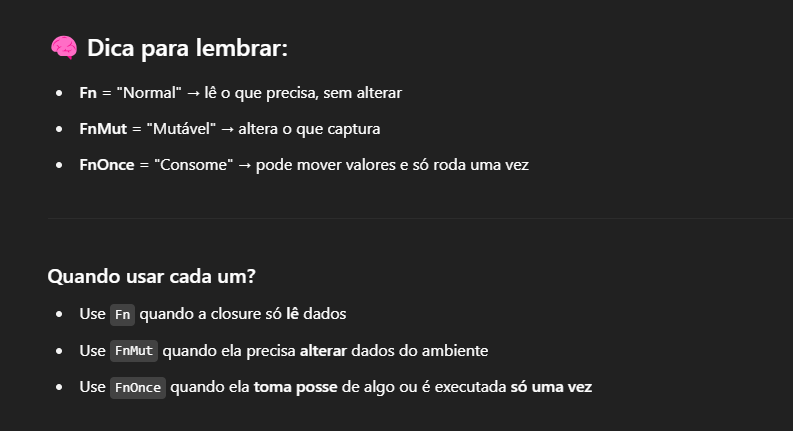 🧠 Dica para lembrar:
• Fn = "Normal" → lê o que precisa, sem alterar
• FnMut = "Mutável" → altera o que captura
• FnOnce = "Consome" → pode mover valores e só roda uma vez
Quando usar cada um?
• Use Fn quando a closure só lê dados
• Use FnMut quando ela precisa alterar dados do ambiente
• Use FnOnce quando ela toma posse de algo ou é executada só uma vez